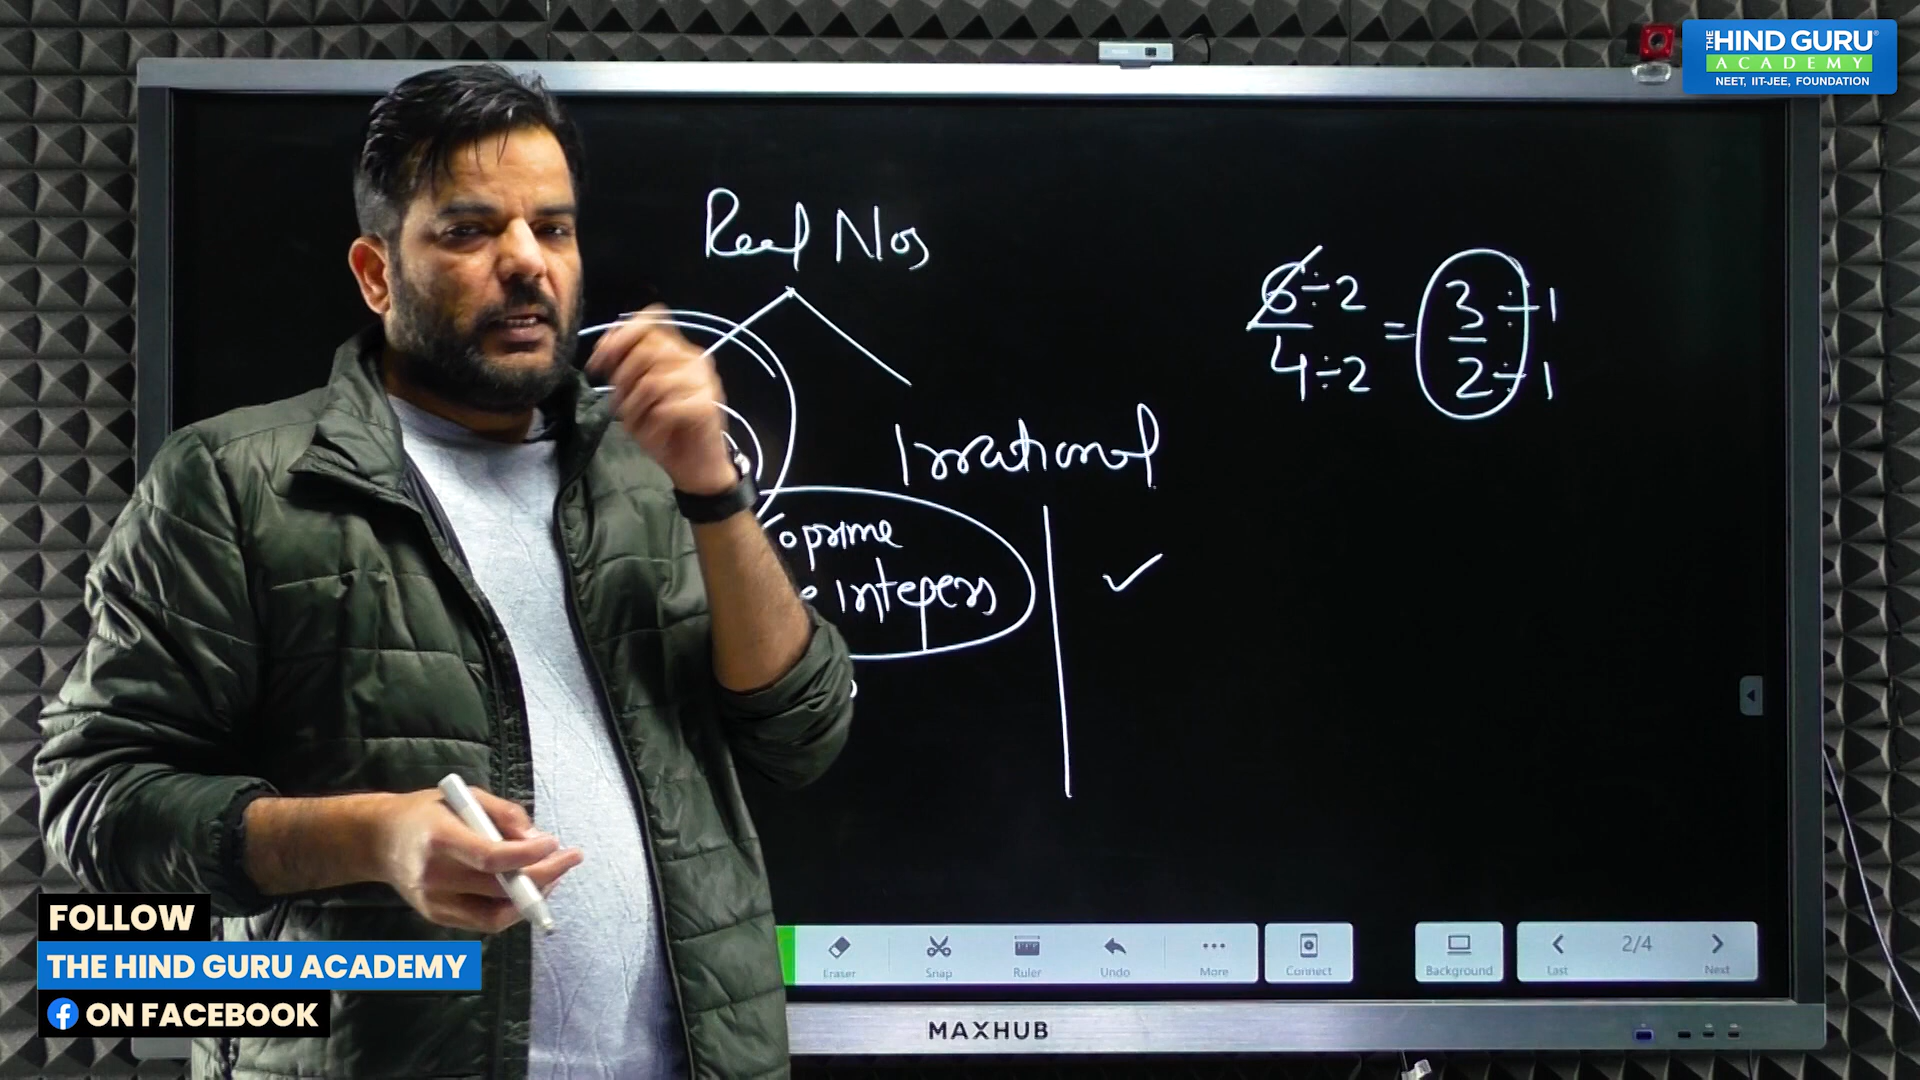 THE HIND GURU
ACADEMY
NEET, IIT-JEE, FOUNDATION
Real Nos
6÷2 = 3÷1
4÷2 2÷1
Irrational
oprime
Integers
✓
Eraser
Snap
Ruler
Undo
More
Connect
Background
Last
2/4
Next
MAXHUB
FOLLOW
THE HIND GURU ACADEMY
ON FACEBOOK